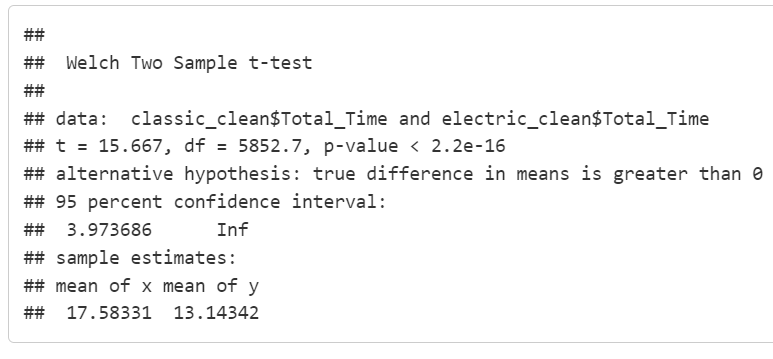 ##
##  Welch Two Sample t-test
##
## data:  classic_clean$Total_Time and electric_clean$Total_Time
## t = 15.667, df = 5852.7, p-value < 2.2e-16
## alternative hypothesis: true difference in means is greater than 0
## 95 percent confidence interval:
##  3.973686      Inf
## sample estimates:
## mean of x mean of y
##  17.58331  13.14342